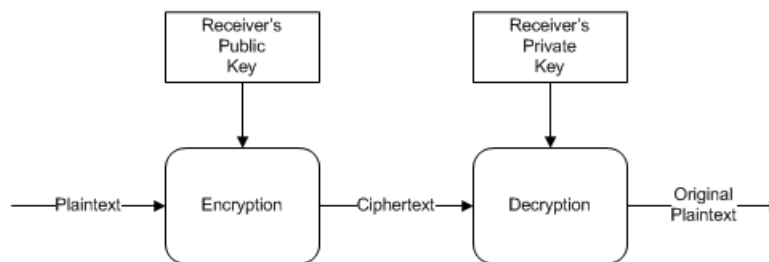 Receiver's
Public
Key
Receiver's
Private
Key
Plaintext
Encryption
Ciphertext
Decryption
Original
Plaintext